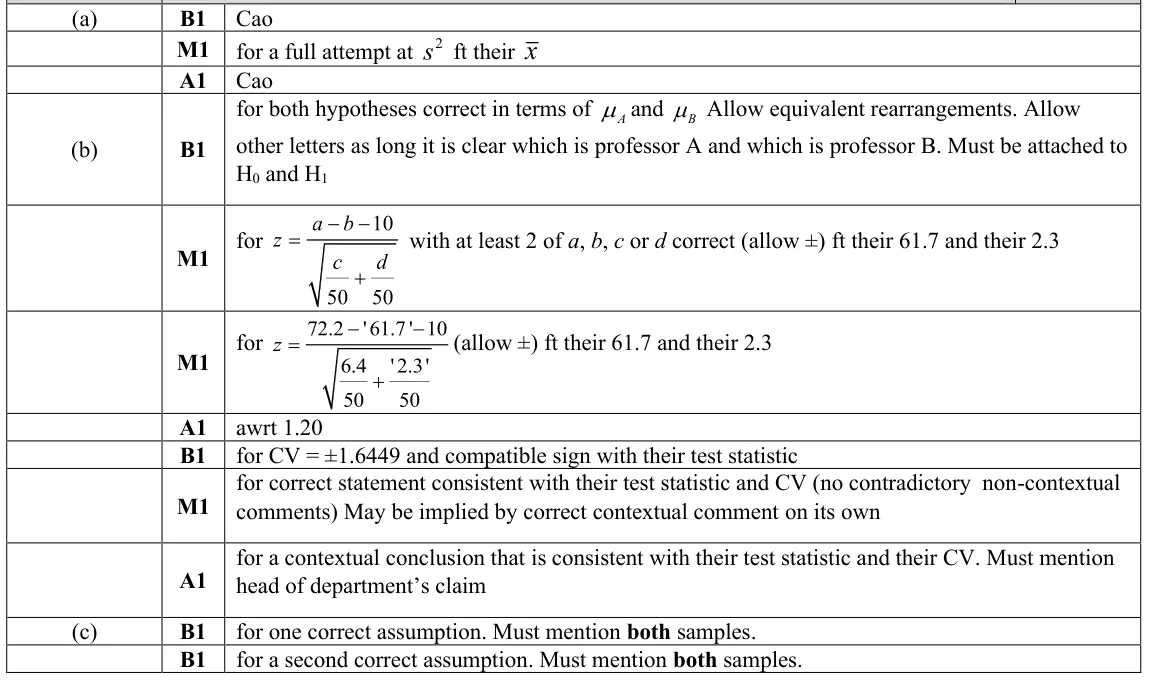 (a) B1 Cao
M1 for a full attempt at s² ft their x̄
A1 Cao
(b) B1 for both hypotheses correct in terms of μ_A and μ_B Allow equivalent rearrangements. Allow
other letters as long it is clear which is professor A and which is professor B. Must be attached to
H₀ and H₁
M1 for z = (a − b − 10) / √(c/50 + d/50) with at least 2 of a, b, c or d correct (allow ±) ft their 61.7 and their 2.3
M1 for z = (72.2 − '61.7' − 10) / √(6.4/50 + '2.3'/50) (allow ±) ft their 61.7 and their 2.3
A1 awrt 1.20
B1 for CV = ±1.6449 and compatible sign with their test statistic
M1 for correct statement consistent with their test statistic and CV (no contradictory non-contextual
comments) May be implied by correct contextual comment on its own
A1 for a contextual conclusion that is consistent with their test statistic and their CV. Must mention
head of department's claim
(c) B1 for one correct assumption. Must mention both samples.
B1 for a second correct assumption. Must mention both samples.